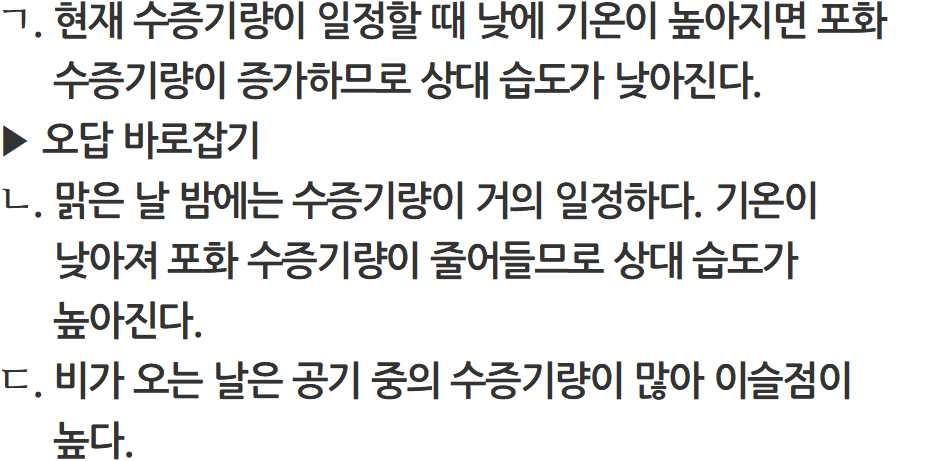 ㄱ. 현재 수증기량이 일정할 때 낮에 기온이 높아지면 포화
수증기량이 증가하므로 상대 습도가 낮아진다.
▶ 오답 바로잡기
ㄴ. 맑은 날 밤에는 수증기량이 거의 일정하다. 기온이
낮아져 포화 수증기량이 줄어들므로 상대 습도가
높아진다.
ㄷ. 비가 오는 날은 공기 중의 수증기량이 많아 이슬점이
높다.